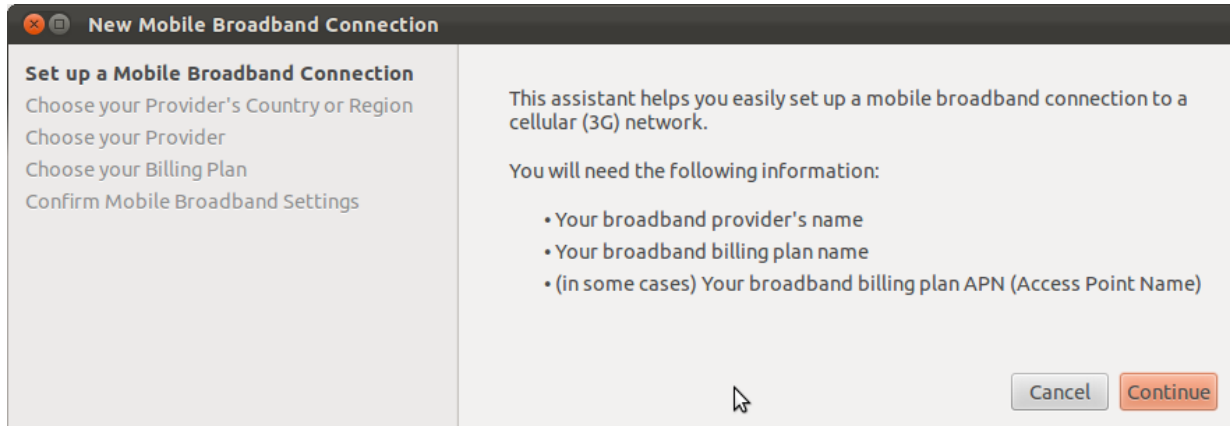 New Mobile Broadband Connection
Set up a Mobile Broadband Connection
Choose your Provider's Country or Region
Choose your Provider
Choose your Billing Plan
Confirm Mobile Broadband Settings
This assistant helps you easily set up a mobile broadband connection to a
cellular (3G) network.
You will need the following information:
• Your broadband provider's name
• Your broadband billing plan name
• (in some cases) Your broadband billing plan APN (Access Point Name)
Cancel
Continue